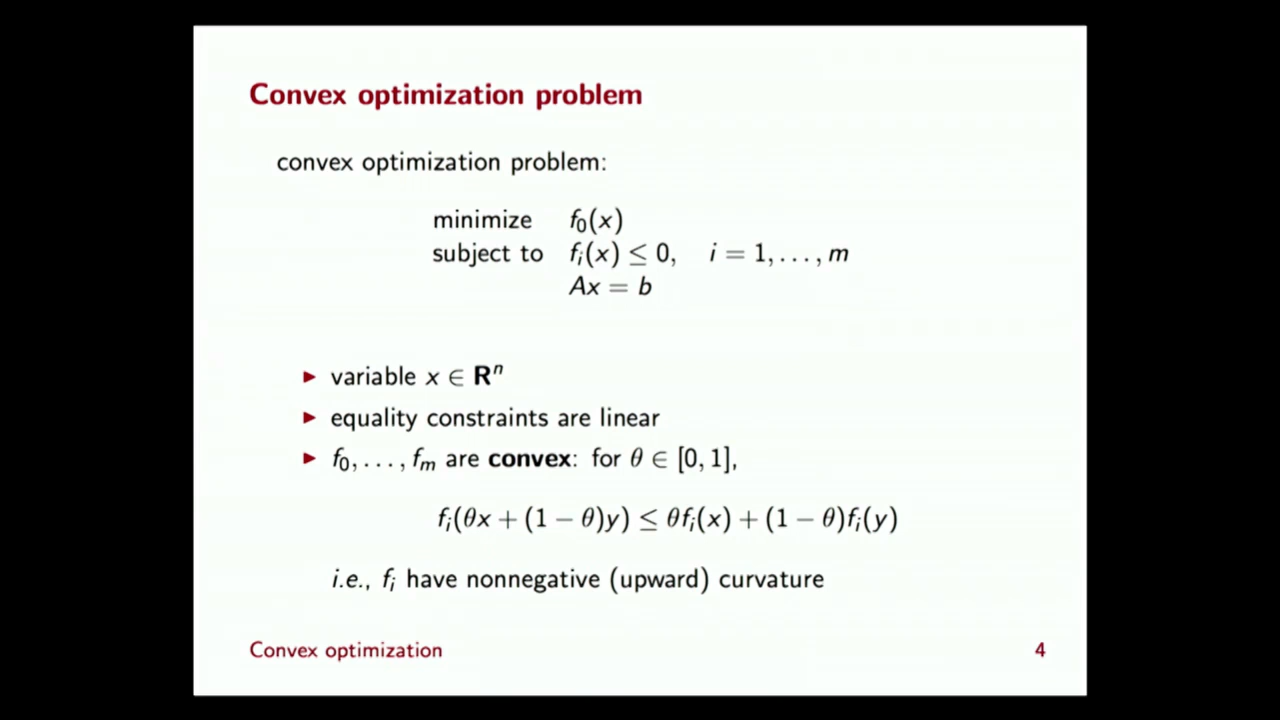 Convex optimization problem
convex optimization problem:
minimize f₀(x)
subject to fᵢ(x) ≤ 0, i = 1, . . . , m
Ax = b
▶ variable x ∈ Rⁿ
▶ equality constraints are linear
▶ f₀, . . . , fₘ are convex: for θ ∈ [0, 1],
fᵢ(θx + (1 − θ)y) ≤ θfᵢ(x) + (1 − θ)fᵢ(y)
i.e., fᵢ have nonnegative (upward) curvature
Convex optimization 4